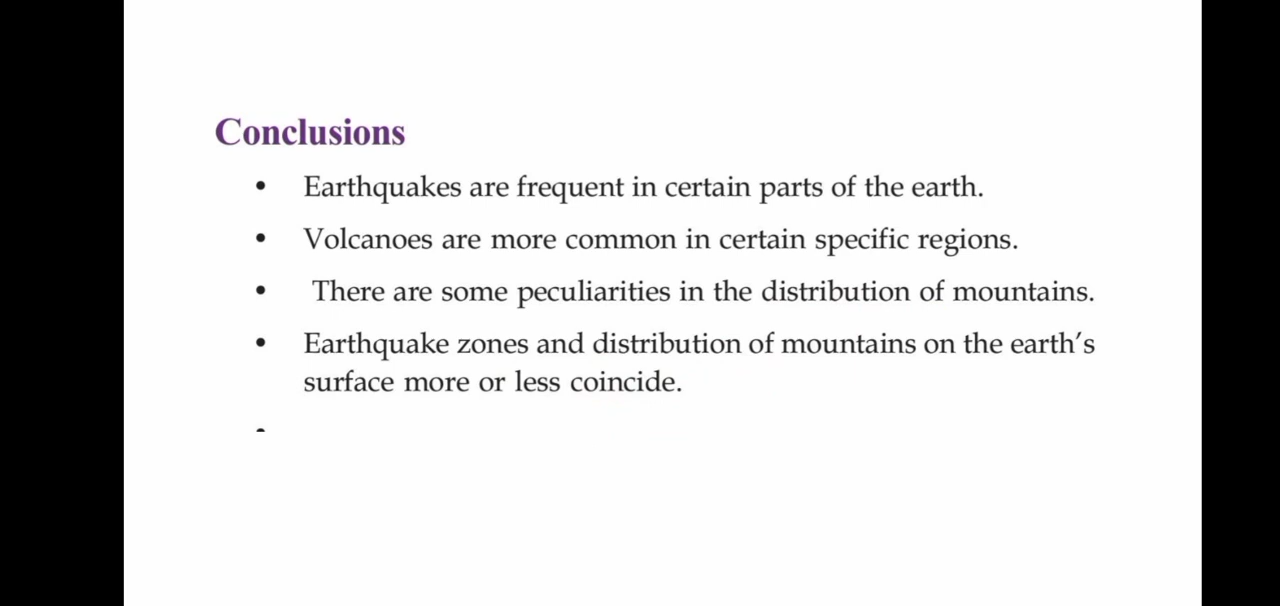 Conclusions
• Earthquakes are frequent in certain parts of the earth.
• Volcanoes are more common in certain specific regions.
• There are some peculiarities in the distribution of mountains.
• Earthquake zones and distribution of mountains on the earth’s
surface more or less coincide.
•